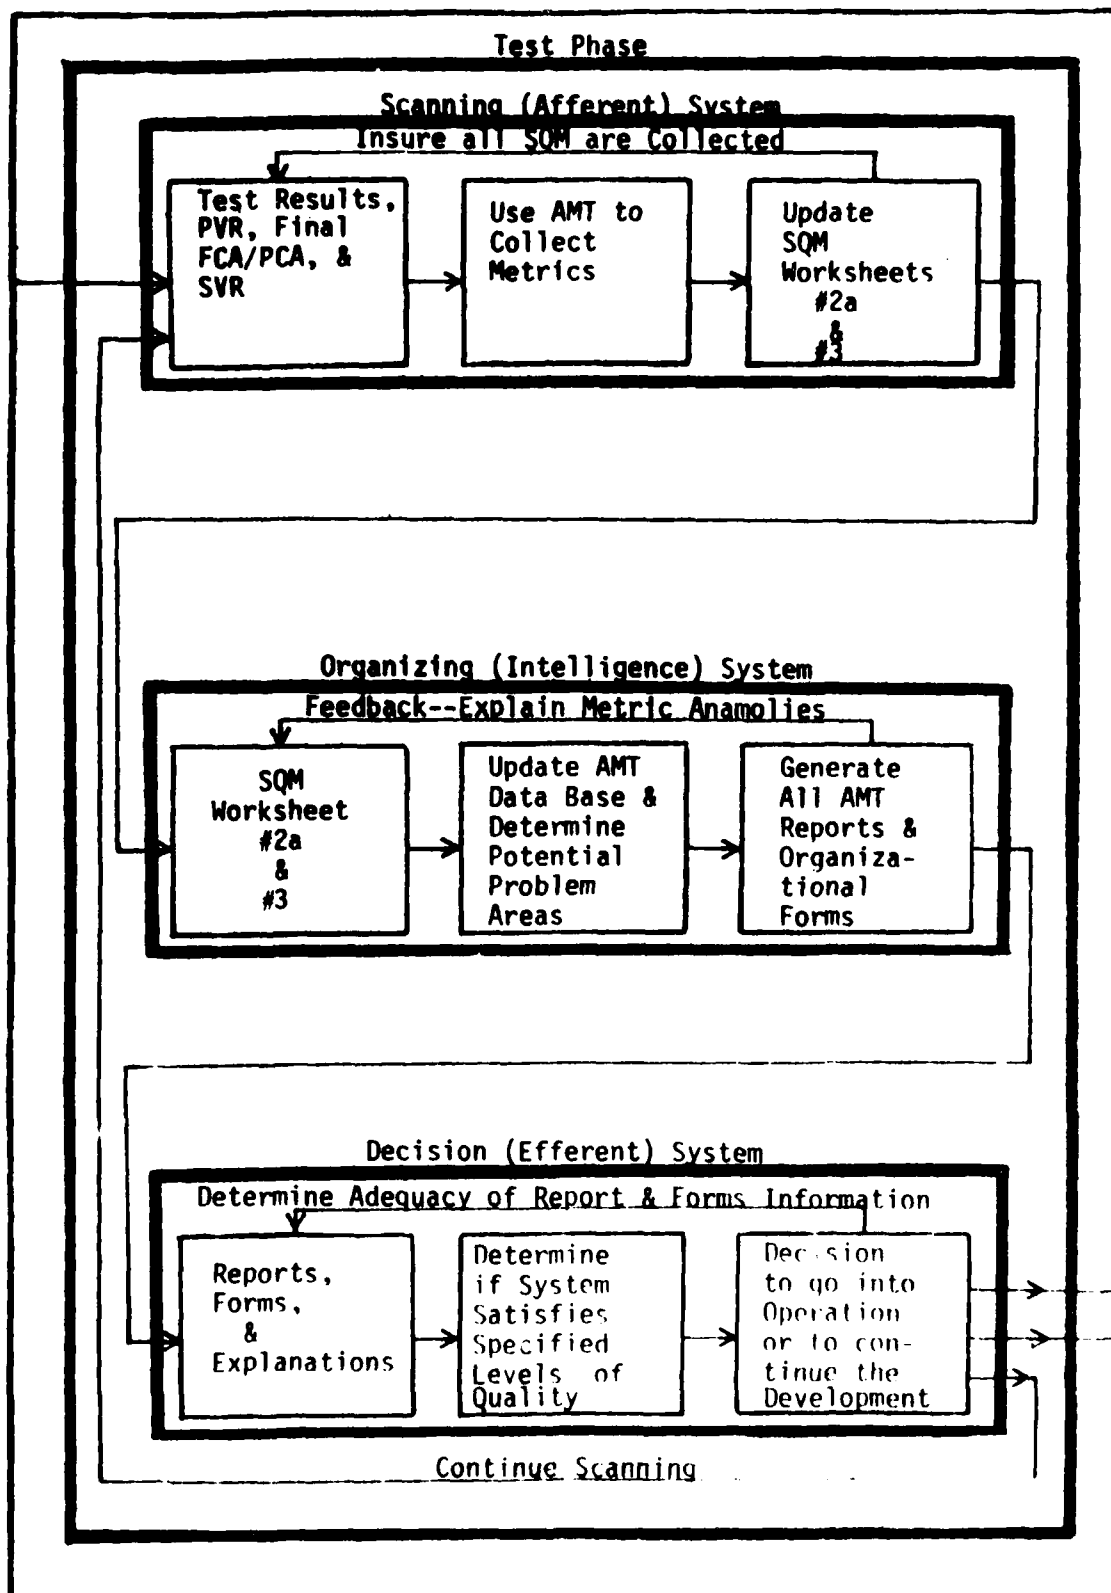 Test Phase
Scanning (Afferent) System
Insure all SQM are Collected
Test Results,
PVR, Final
FCA/PCA, &
SVR
Use AMT to
Collect
Metrics
Update
SQM
Worksheets
#2a
&
#3
Organizing (Intelligence) System
Feedback--Explain Metric Anamolies
SQM
Worksheet
#2a
&
#3
Update AMT
Data Base &
Determine
Potential
Problem
Areas
Generate
All AMT
Reports &
Organiza-
tional
Forms
Decision (Efferent) System
Determine Adequacy of Report & Forms Information
Reports,
Forms,
&
Explanations
Determine
if System
Satisfies
Specified
Levels of
Quality
Decision
to go into
Operation
or to con-
tinue the
Development
Continue Scanning